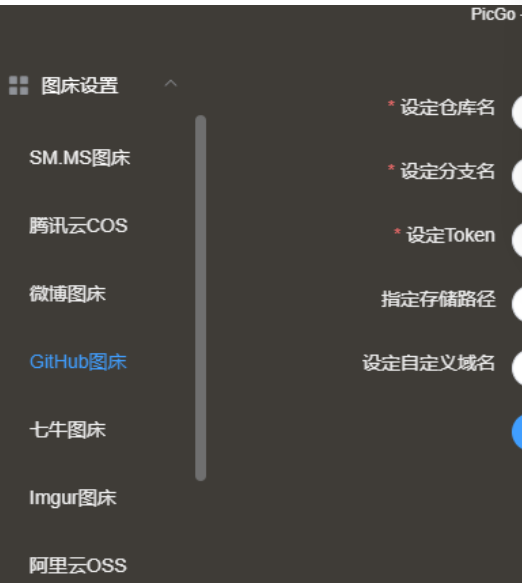 PicGo -
图床设置
SM.MS图床
腾讯云COS
微博图床
GitHub图床
七牛图床
Imgur图床
阿里云OSS
* 设定仓库名
* 设定分支名
* 设定Token
指定存储路径
设定自定义域名